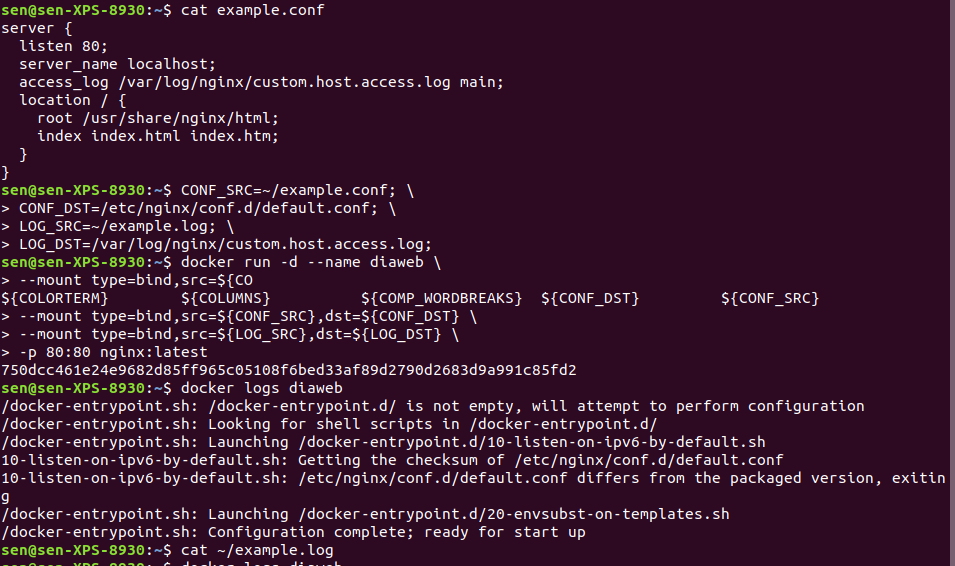 sen@sen-XPS-8930:~$ cat example.conf
server {
  listen 80;
  server_name localhost;
  access_log /var/log/nginx/custom.host.access.log main;
  location / {
    root /usr/share/nginx/html;
    index index.html index.htm;
  }
}
sen@sen-XPS-8930:~$ CONF_SRC=~/example.conf; \
> CONF_DST=/etc/nginx/conf.d/default.conf; \
> LOG_SRC=~/example.log; \
> LOG_DST=/var/log/nginx/custom.host.access.log;
sen@sen-XPS-8930:~$ docker run -d --name diaweb \
> --mount type=bind,src=${CO
${COLORTERM}        ${COLUMNS}          ${COMP_WORDBREAKS}  ${CONF_DST}         ${CONF_SRC}
> --mount type=bind,src=${CONF_SRC},dst=${CONF_DST} \
> --mount type=bind,src=${LOG_SRC},dst=${LOG_DST} \
> -p 80:80 nginx:latest
750dcc461e24e9682d85ff965c05108f6bed33af89d2790d2683d9a991c85fd2
sen@sen-XPS-8930:~$ docker logs diaweb
/docker-entrypoint.sh: /docker-entrypoint.d/ is not empty, will attempt to perform configuration
/docker-entrypoint.sh: Looking for shell scripts in /docker-entrypoint.d/
/docker-entrypoint.sh: Launching /docker-entrypoint.d/10-listen-on-ipv6-by-default.sh
10-listen-on-ipv6-by-default.sh: Getting the checksum of /etc/nginx/conf.d/default.conf
10-listen-on-ipv6-by-default.sh: /etc/nginx/conf.d/default.conf differs from the packaged version, exitin
g
/docker-entrypoint.sh: Launching /docker-entrypoint.d/20-envsubst-on-templates.sh
/docker-entrypoint.sh: Configuration complete; ready for start up
sen@sen-XPS-8930:~$ cat ~/example.log
sen@sen-XPS-8930:~$ docker logs diaweb